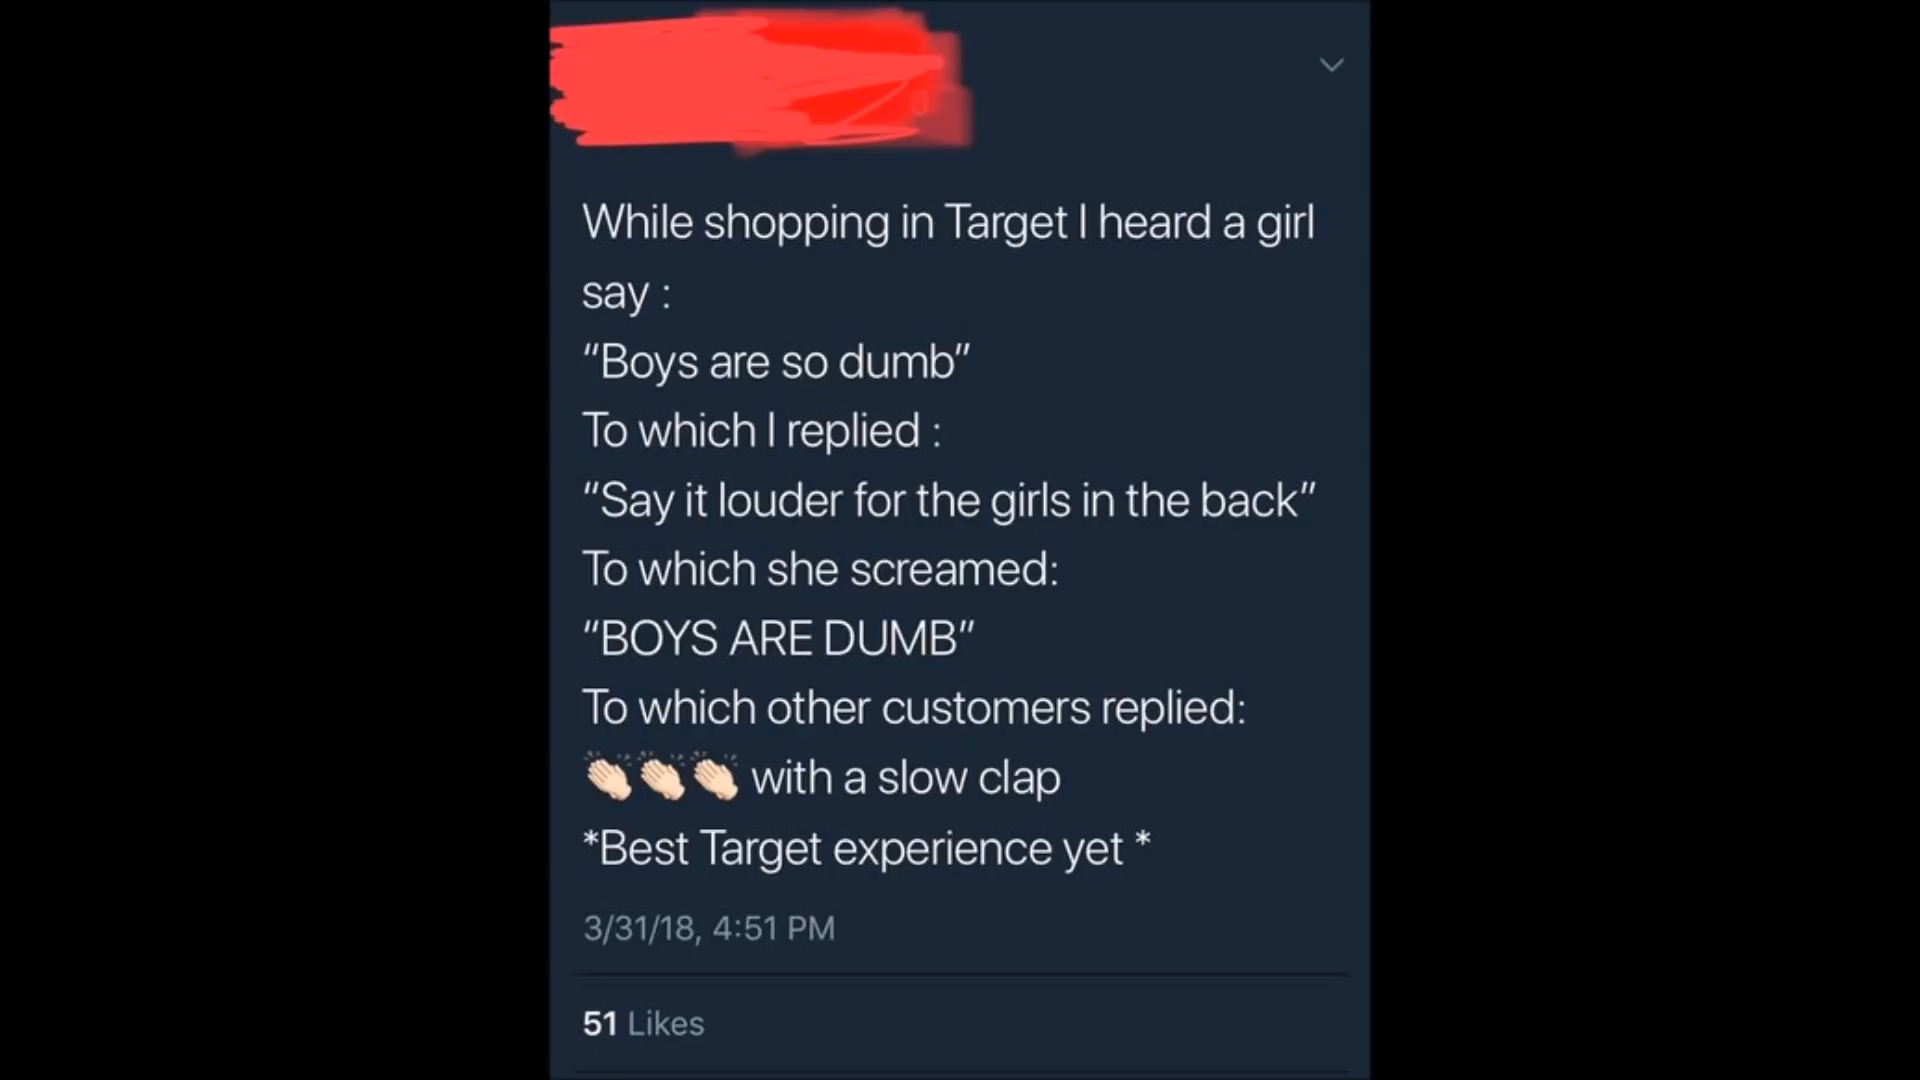 While shopping in Target I heard a girl
say :
“Boys are so dumb”
To which I replied :
“Say it louder for the girls in the back”
To which she screamed:
“BOYS ARE DUMB”
To which other customers replied:
👏🏻👏🏻👏🏻 with a slow clap
*Best Target experience yet *
3/31/18, 4:51 PM
51 Likes